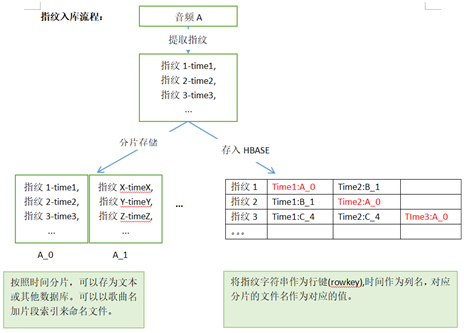 指纹入库流程：
音频 A
提取指纹
指纹 1-time1,
指纹 2-time2,
指纹 3-time3,
...
分片存储
存入 HBASE
指纹 1-time1,
指纹 2-time2,
指纹 3-time3,
...
指纹 X-timeX,
指纹 Y-timeY,
指纹 Z-timeZ,
...
...
A_0
A_1
指纹 1 Time1:A_0 Time2:B_1
指纹 2 Time1:B_1 Time2:A_0
指纹 3 Time1:C_4 Time2:C_4 TIme3:A_0
。。。
按照时间分片，可以存为文本
或其他数据库。可以以歌曲名
加片段索引来命名文件。
将指纹字符串作为行键(rowkey),时间作为列名，对应
分片的文件名作为对应的值。